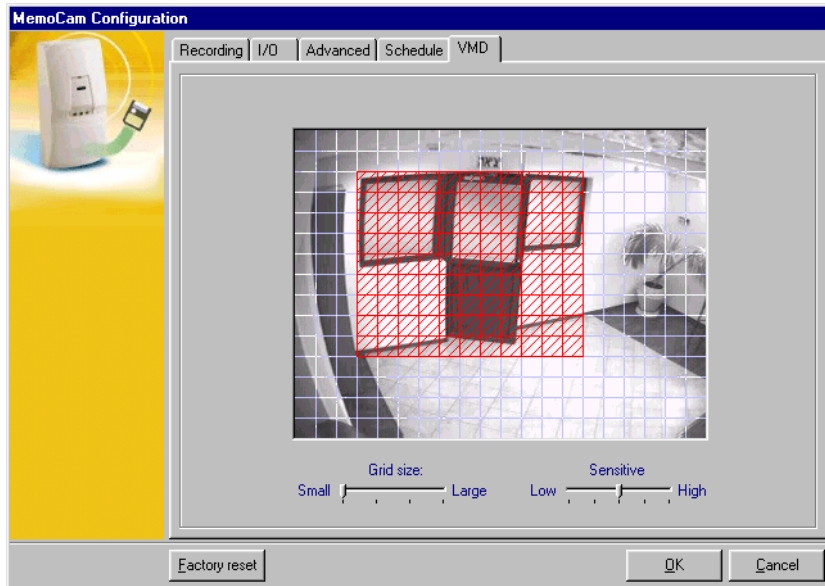 MemoCam Configuration
Recording I/O Advanced Schedule VMD
Grid size: Sensitive
Small Large Low High
Factory reset OK Cancel